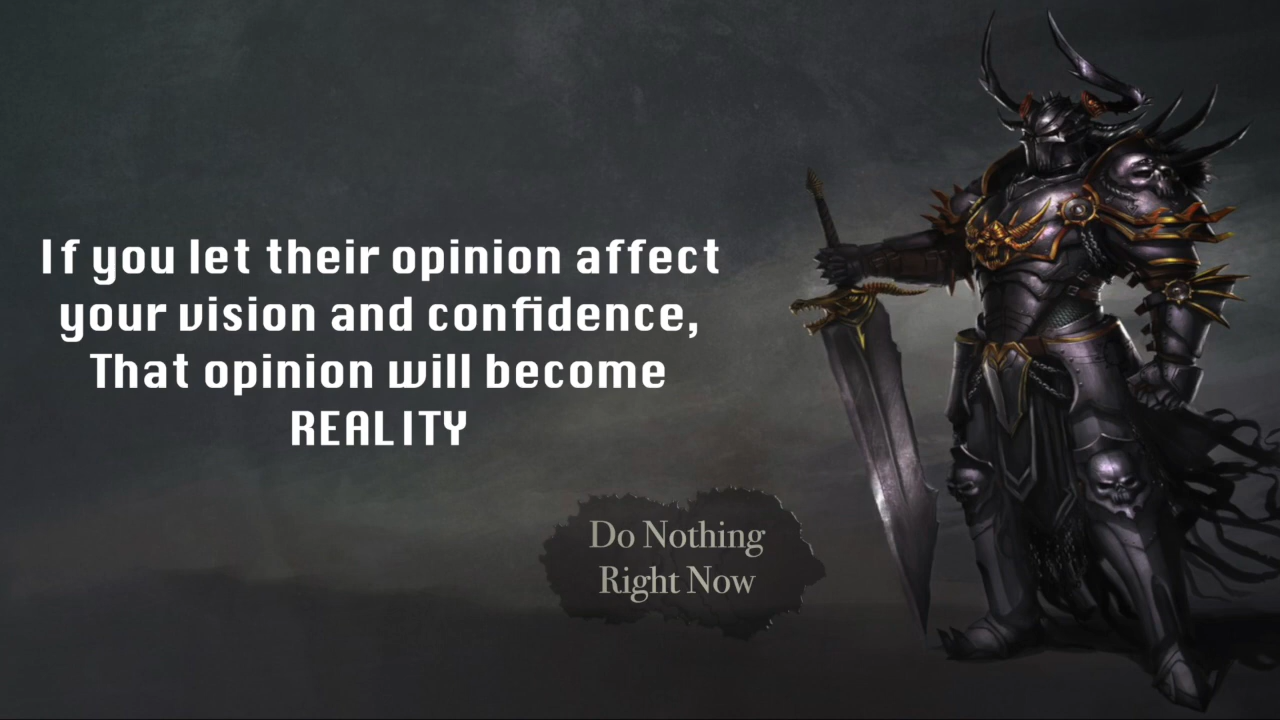 If you let their opinion affect
your vision and confidence,
That opinion will become
REALITY
Do Nothing
Right Now